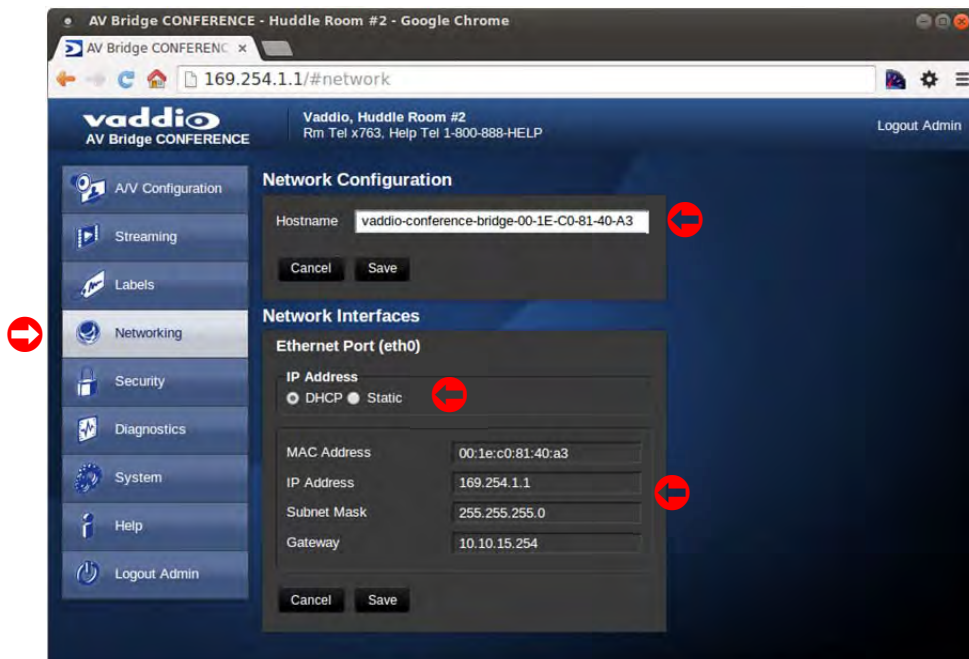 AV Bridge CONFERENCE - Huddle Room #2 - Google Chrome
AV Bridge CONFERENC ×
169.254.1.1/#network
vaddio
AV Bridge CONFERENCE
Vaddio, Huddle Room #2
Rm Tel x763, Help Tel 1-800-888-HELP
Logout Admin
A/V Configuration
Streaming
Labels
Networking
Security
Diagnostics
System
Help
Logout Admin
Network Configuration
Hostname vaddio-conference-bridge-00-1E-C0-81-40-A3
Cancel Save
Network Interfaces
Ethernet Port (eth0)
IP Address
DHCP Static
MAC Address 00:1e:c0:81:40:a3
IP Address 169.254.1.1
Subnet Mask 255.255.255.0
Gateway 10.10.15.254
Cancel Save